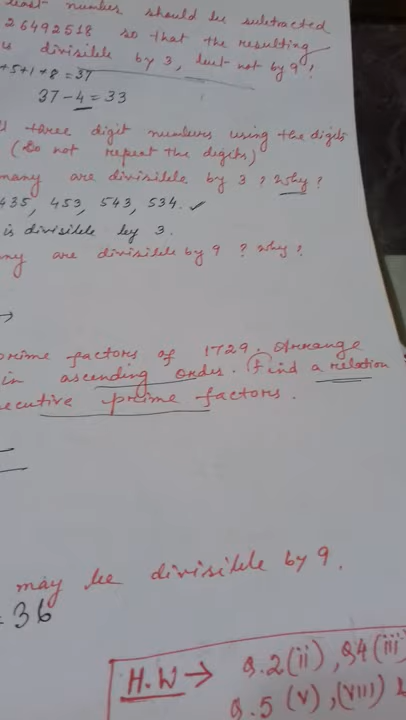 least number should be subtracted
26492518 so that the resulting
is divisible by 3, but not by 9?
+5+1+8=37
37-4=33
three digit numbers using the digits
(Do not repeat the digits)
many are divisible by 3? Why?
435, 453, 543, 534.
is divisible by 3.
any are divisible by 9? Why?
prime factors of 1729. Arrange
in ascending order. Find a relation
ecutive prime factors.
may be divisible by 9.
=36
H.W → Q.2(ii), Q4(iii)
Q.5 (v), (viii)